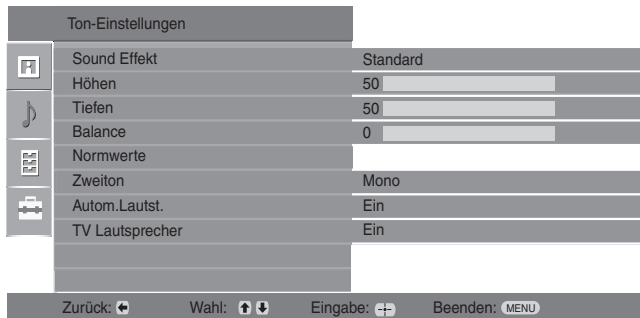 Ton-Einstellungen
Sound Effekt Standard
Höhen 50
Tiefen 50
Balance 0
Normwerte
Zweiton Mono
Autom.Lautst. Ein
TV Lautsprecher Ein
Zurück: Wahl: Eingabe: Beenden: MENU